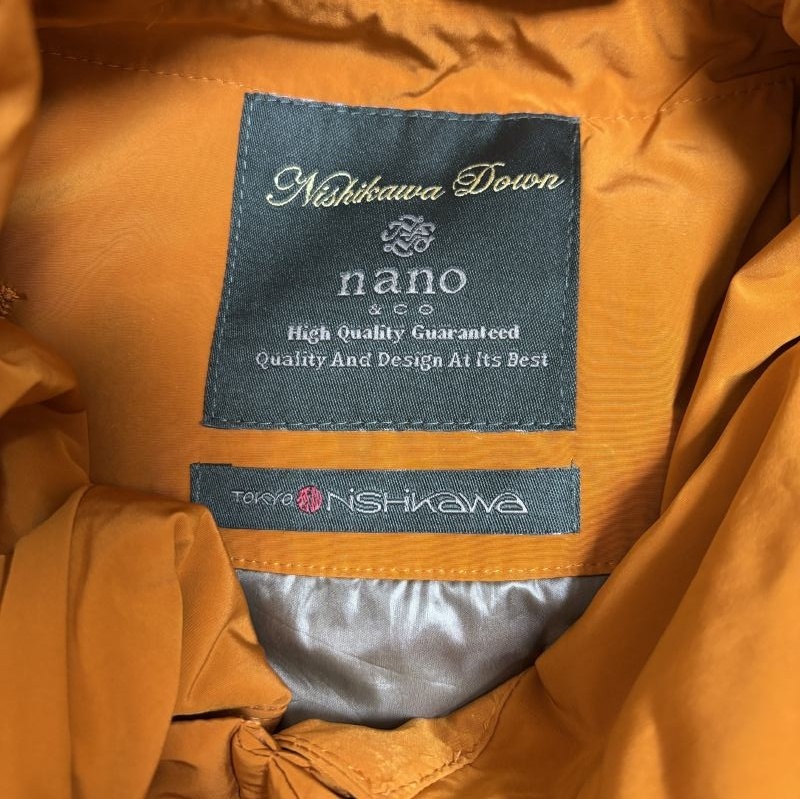 Nishikawa Down
nano
& CO
High Quality Guaranteed
Quality And Design At Its Best
TOKYO NISHIKAWA